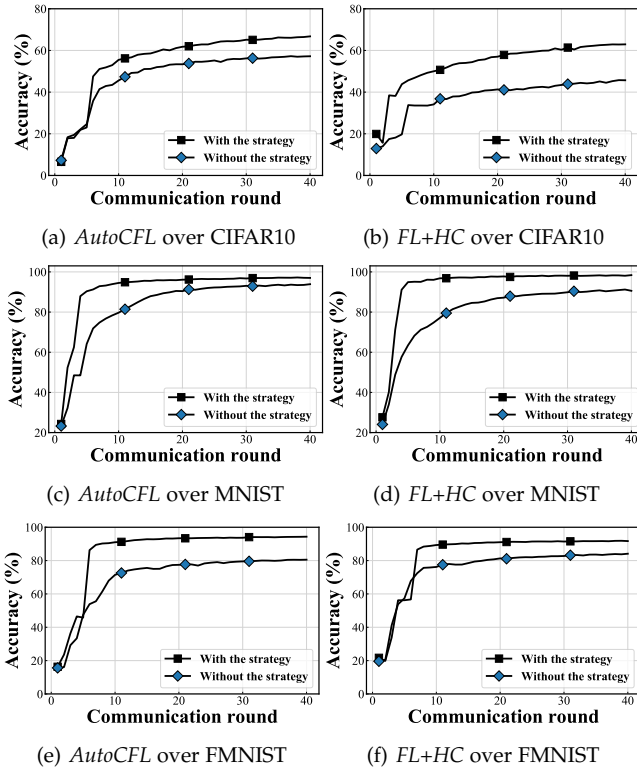 Accuracy (%)
80
60
40
20
0
With the strategy
Without the strategy
0 10 20 30 40
Communication round
(a) AutoCFL over CIFAR10
Accuracy (%)
80
60
40
20
0
With the strategy
Without the strategy
0 10 20 30 40
Communication round
(b) FL+HC over CIFAR10
Accuracy (%)
100
80
60
40
20
With the strategy
Without the strategy
0 10 20 30 40
Communication round
(c) AutoCFL over MNIST
Accuracy (%)
100
80
60
40
20
With the strategy
Without the strategy
0 10 20 30 40
Communication round
(d) FL+HC over MNIST
Accuracy (%)
100
80
60
40
20
0
With the strategy
Without the strategy
0 10 20 30 40
Communication round
(e) AutoCFL over FMNIST
Accuracy (%)
100
80
60
40
20
0
With the strategy
Without the strategy
0 10 20 30 40
Communication round
(f) FL+HC over FMNIST